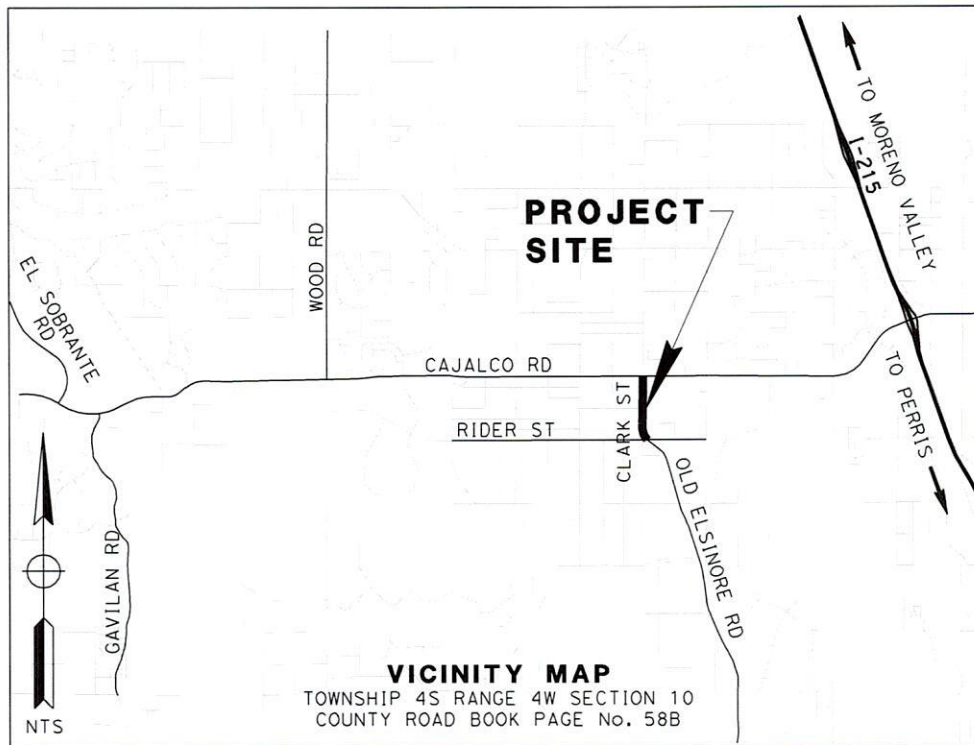 TO MORENO VALLEY
I-215
PROJECT
SITE
WOOD RD
EL SOBRANTE
RD
CAJALCO RD
TO PERRIS
CLARK ST
RIDER ST
OLD ELSINORE RD
GAVILAN RD
VICINITY MAP
TOWNSHIP 4S RANGE 4W SECTION 10
COUNTY ROAD BOOK PAGE No. 58B
NTS